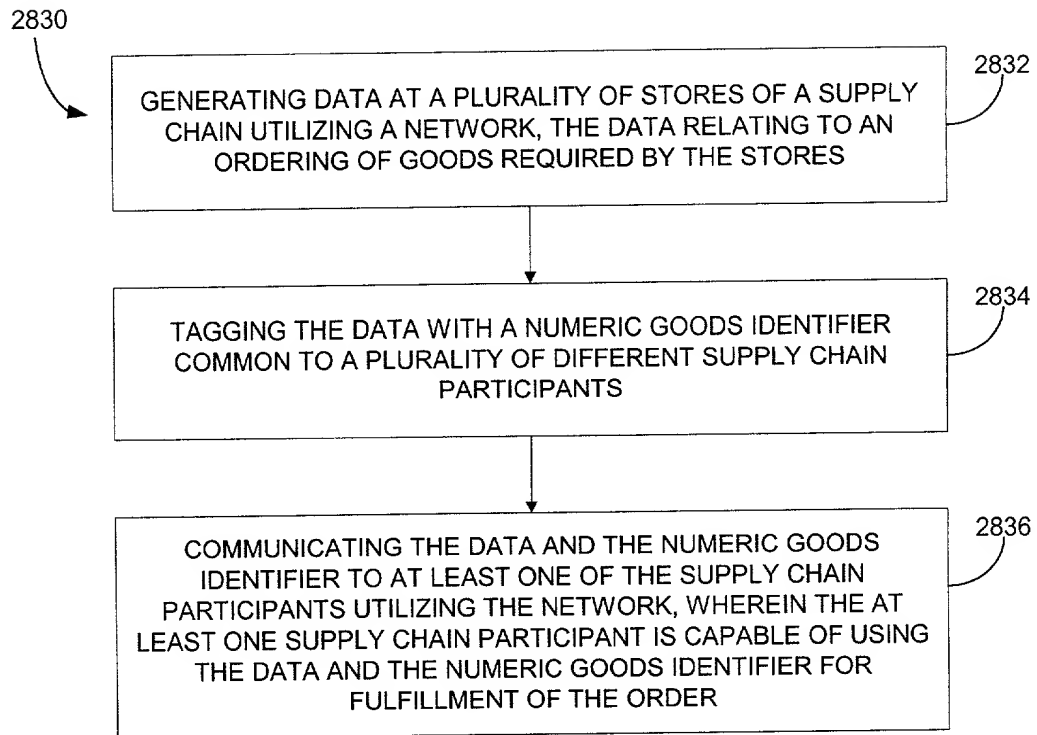 2830
2832
GENERATING DATA AT A PLURALITY OF STORES OF A SUPPLY
CHAIN UTILIZING A NETWORK, THE DATA RELATING TO AN
ORDERING OF GOODS REQUIRED BY THE STORES
2834
TAGGING THE DATA WITH A NUMERIC GOODS IDENTIFIER
COMMON TO A PLURALITY OF DIFFERENT SUPPLY CHAIN
PARTICIPANTS
2836
COMMUNICATING THE DATA AND THE NUMERIC GOODS
IDENTIFIER TO AT LEAST ONE OF THE SUPPLY CHAIN
PARTICIPANTS UTILIZING THE NETWORK, WHEREIN THE AT
LEAST ONE SUPPLY CHAIN PARTICIPANT IS CAPABLE OF USING
THE DATA AND THE NUMERIC GOODS IDENTIFIER FOR
FULFILLMENT OF THE ORDER